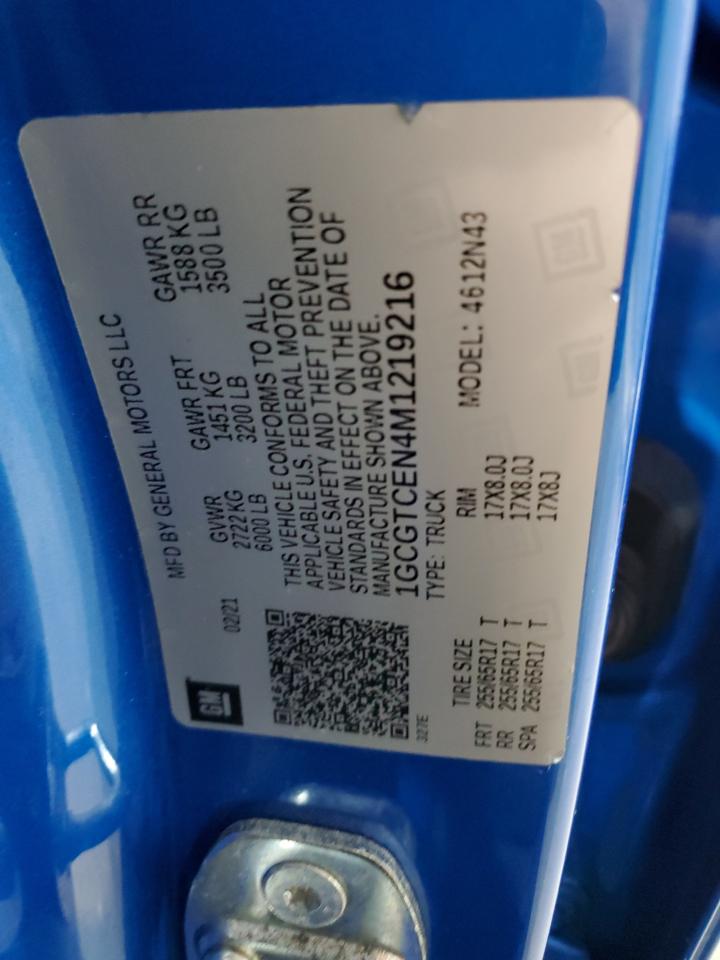 GM
MFD BY GENERAL MOTORS LLC
02/21
GVWR GAWR FRT GAWR RR
2722 KG 1451 KG 1588 KG
6000 LB 3200 LB 3500 LB
THIS VEHICLE CONFORMS TO ALL
APPLICABLE U.S. FEDERAL MOTOR
VEHICLE SAFETY AND THEFT PREVENTION
STANDARDS IN EFFECT ON THE DATE OF
MANUFACTURE SHOWN ABOVE.
1GCGTCEN4M1219216
327E
TYPE: TRUCK MODEL: 4612N43
TIRE SIZE RIM
FRT 255/65R17 T 17X8.0J
RR 255/65R17 T 17X8.0J
SPA 255/65R17 T 17X8J